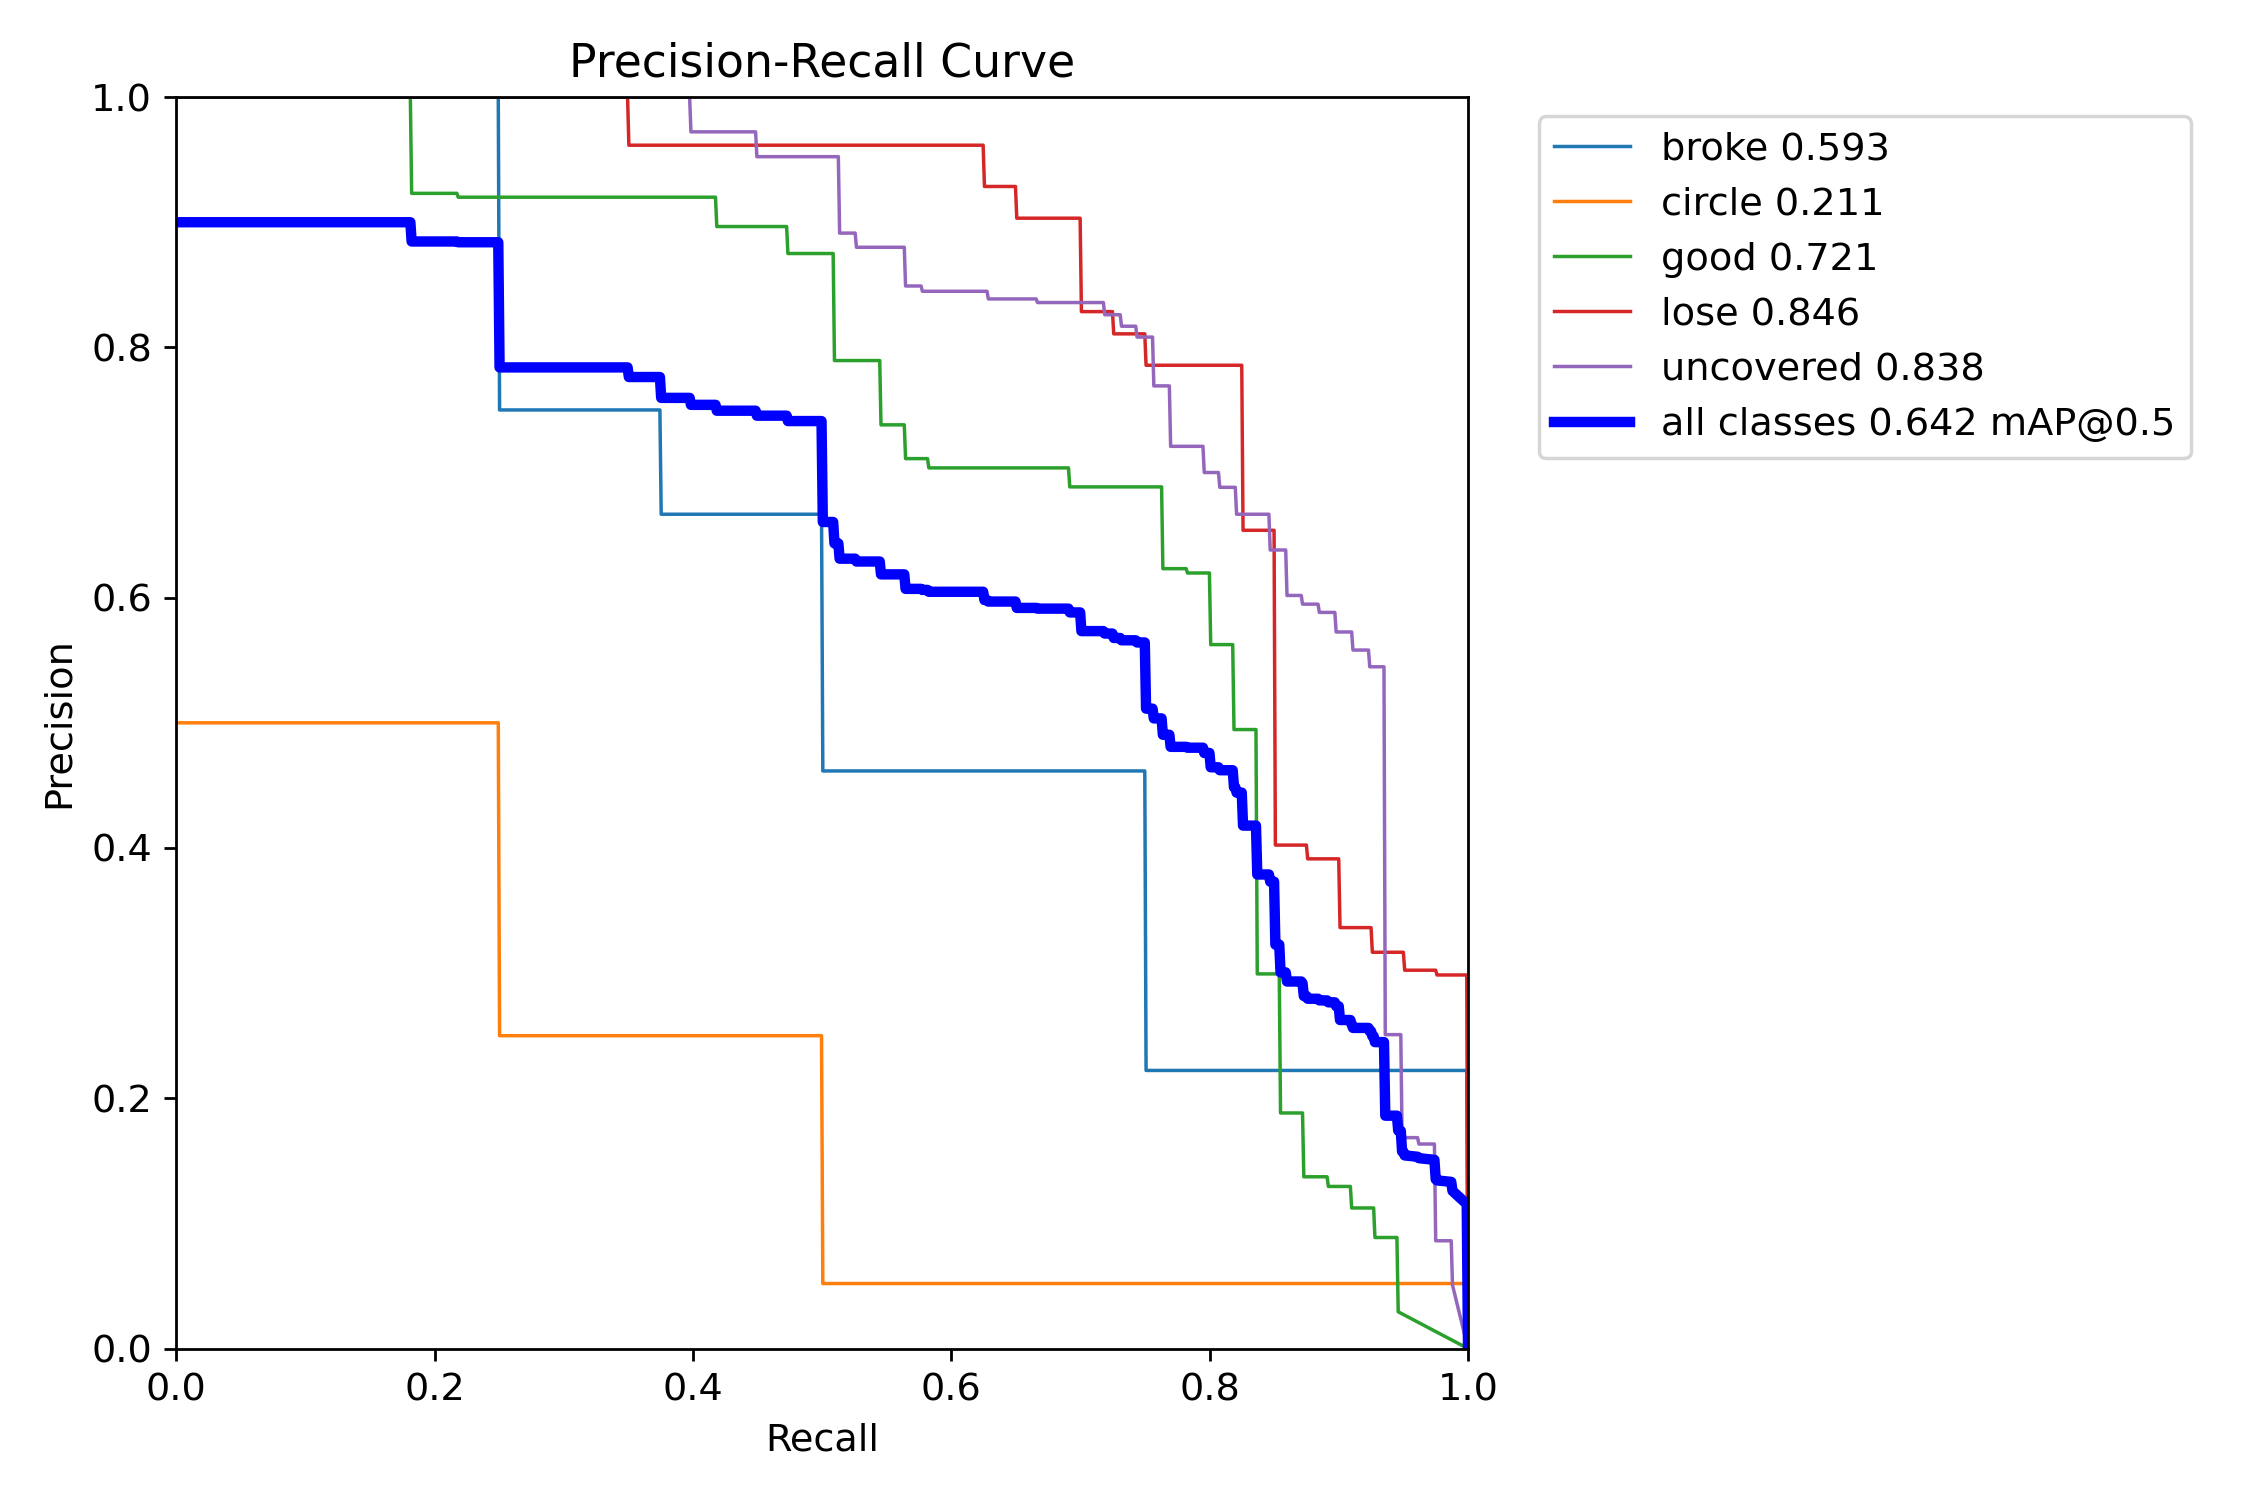 Precision-Recall Curve
1.0
0.8
0.6
0.4
0.2
0.0
Precision
0.0 0.2 0.4 0.6 0.8 1.0
Recall
broke 0.593
circle 0.211
good 0.721
lose 0.846
uncovered 0.838
all classes 0.642 mAP@0.5